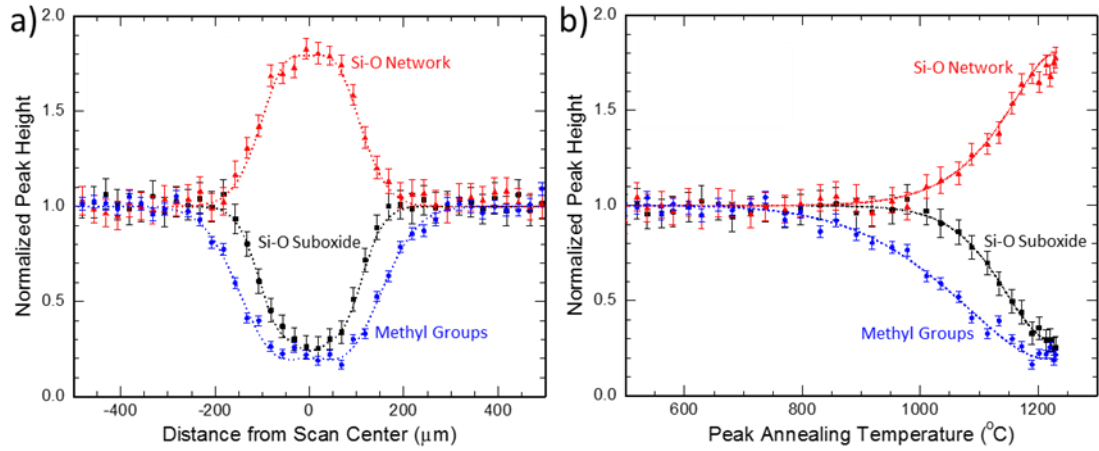 a)
2.0
1.5
1.0
0.5
0.0
Normalized Peak Height
Si-O Network
Si-O Suboxide
Methyl Groups
-400 -200 0 200 400
Distance from Scan Center (μm)
b)
2.0
1.5
1.0
0.5
0.0
Normalized Peak Height
Si-O Network
Si-O Suboxide
Methyl Groups
600 800 1000 1200
Peak Annealing Temperature (°C)